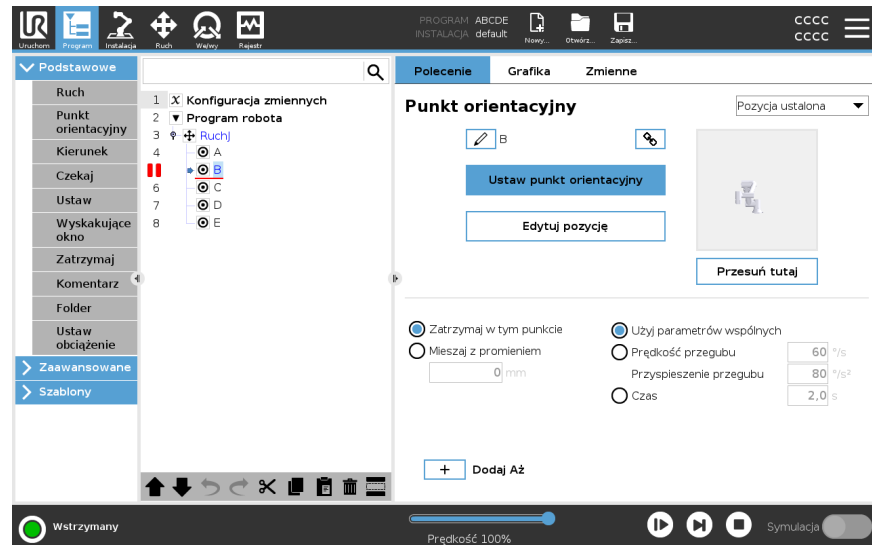 PROGRAM ABCDE
INSTALACJA default
cccc
cccc
Uruchom
Program
Instalacja
Ruch
We/wy
Rejestr
Nowy...
Otwórz...
Zapisz...
Podstawowe
Ruch
Punkt
orientacyjny
Kierunek
Czekaj
Ustaw
Wyskakujące
okno
Zatrzymaj
Komentarz
Folder
Ustaw
obciążenie
Zaawansowane
Szablony
1 X Konfiguracja zmiennych
2 Program robota
3 RuchJ
4 A
B
6 C
7 D
8 E
Polecenie Grafika Zmienne
Punkt orientacyjny
Pozycja ustalona
B
Ustaw punkt orientacyjny
Edytuj pozycję
Przesuń tutaj
Zatrzymaj w tym punkcie
Mieszaj z promieniem
0 mm
Użyj parametrów wspólnych
Prędkość przegubu 60 °/s
Przyspieszenie przegubu 80 °/s²
Czas 2,0 s
+ Dodaj Aż
Wstrzymany
Prędkość 100%
Symulacja